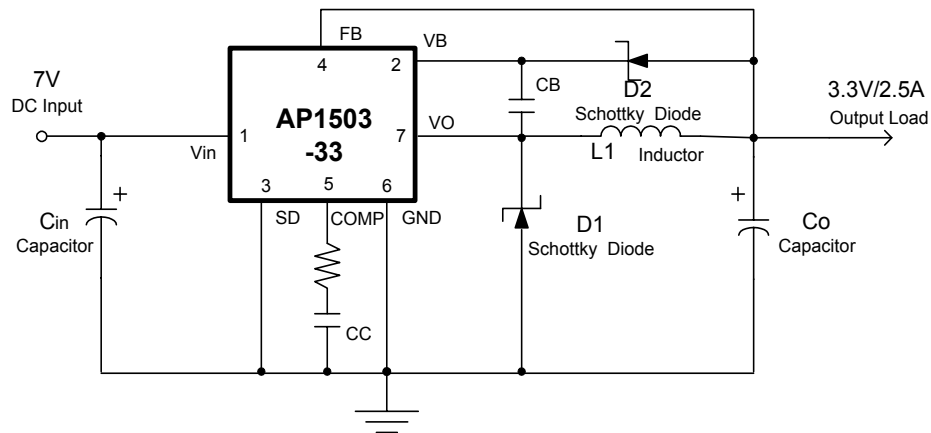 FB
VB
4
2
7V
DC Input
CB
D2
Schottky Diode
3.3V/2.5A
Output Load
AP1503
-33
1
7
VO
Vin
L1
Inductor
3
5
6
SD
COMP
GND
Cin
Capacitor
D1
Schottky Diode
Co
Capacitor
CC
+
+